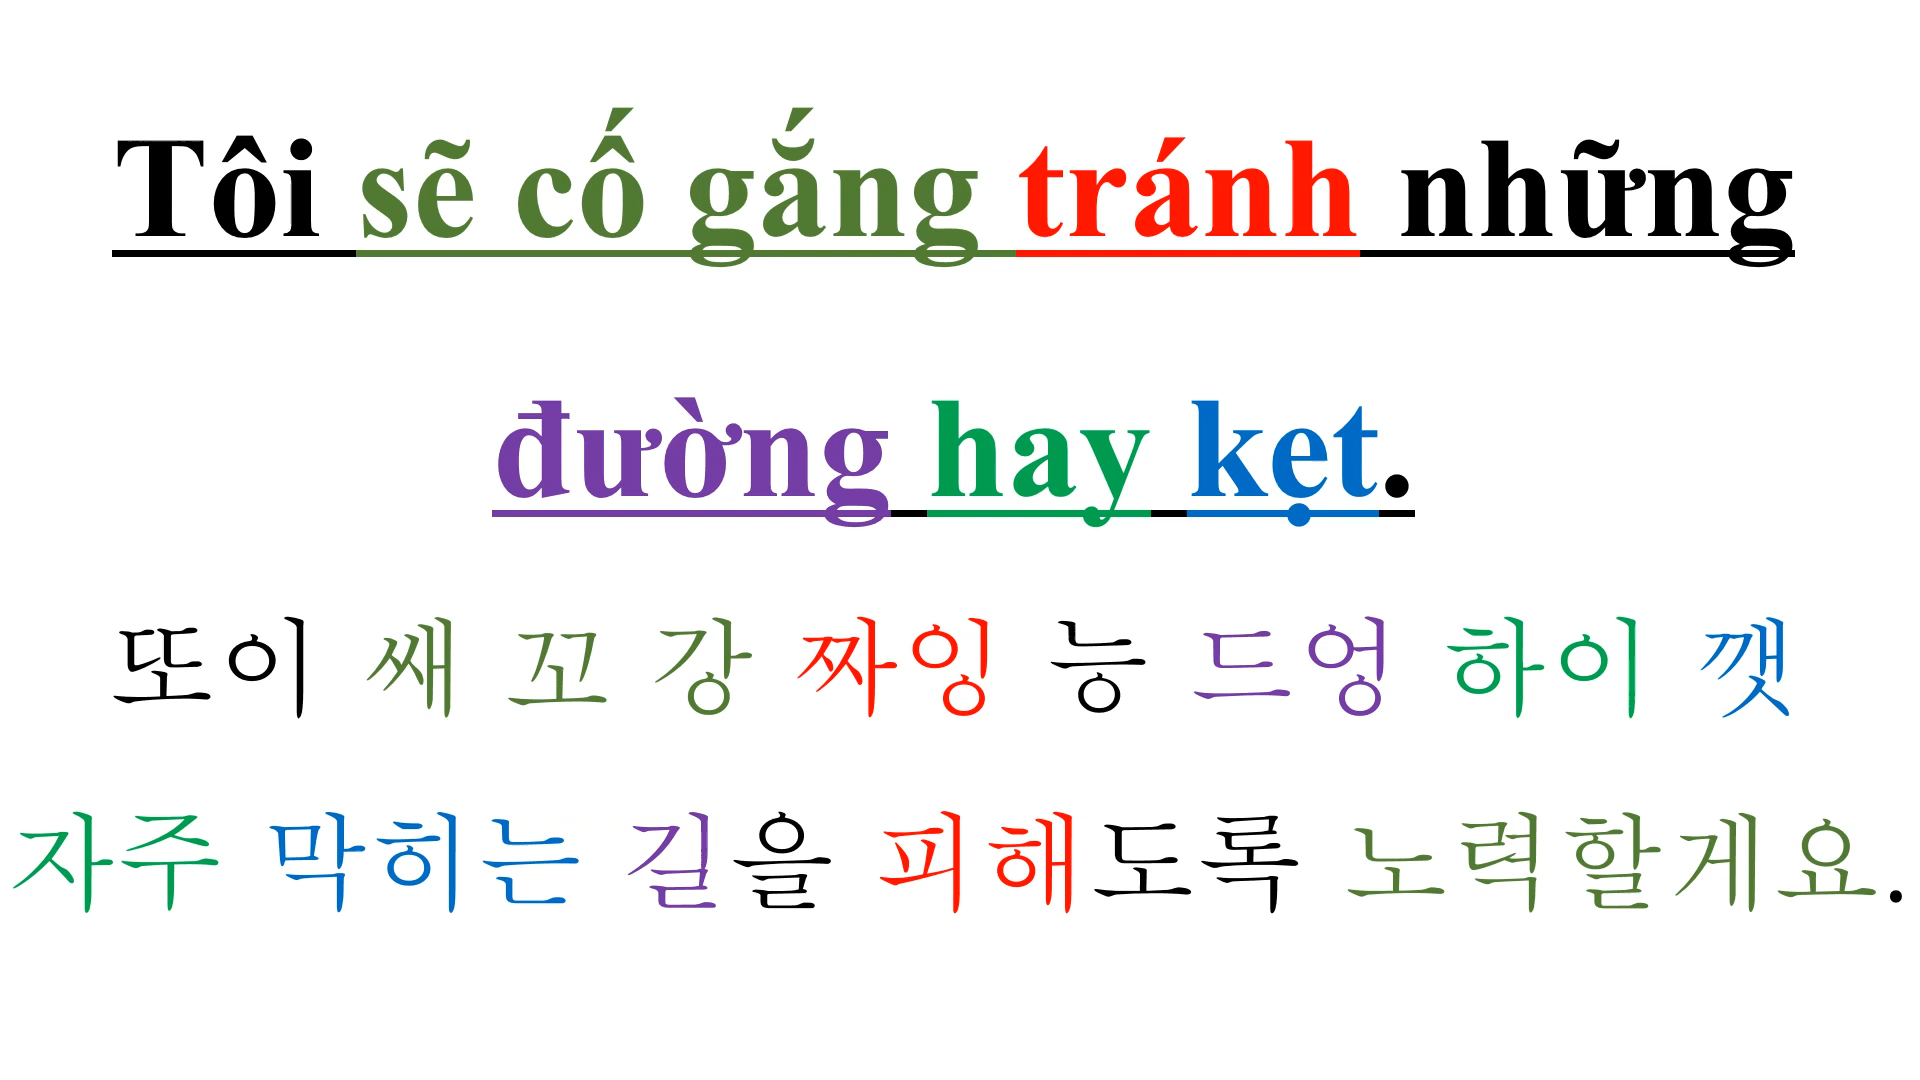 Tôi sẽ cố gắng tránh những
đường hay kẹt.
또이 쌔 꼬 강 짜잉 능 드엉 하이 깻
자주 막히는 길을 피해도록 노력할게요.